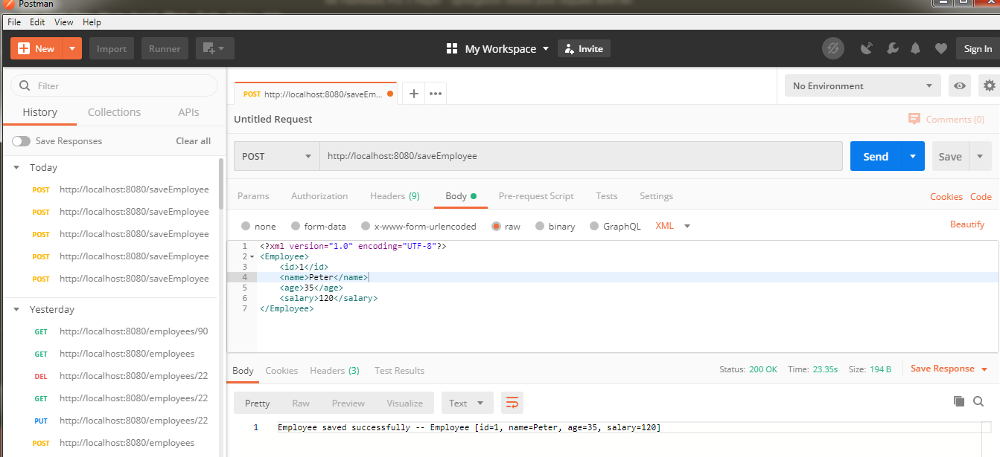 Postman
File Edit View Help
New Import Runner My Workspace Invite Sign In
Filter
History Collections APIs
Save Responses Clear all
Today
POST http://localhost:8080/saveEmployee
POST http://localhost:8080/saveEmployee
POST http://localhost:8080/saveEmployee
POST http://localhost:8080/saveEmployee
POST http://localhost:8080/saveEmployee
Yesterday
GET http://localhost:8080/employees/90
GET http://localhost:8080/employees
DEL http://localhost:8080/employees/22
GET http://localhost:8080/employees/22
PUT http://localhost:8080/employees/22
POST http://localhost:8080/employees
POST http://localhost:8080/saveEm... No Environment
Untitled Request Comments (0)
POST http://localhost:8080/saveEmployee Send Save
Params Authorization Headers (9) Body Pre-request Script Tests Settings Cookies Code
none form-data x-www-form-urlencoded raw binary GraphQL XML Beautify
1 <?xml version="1.0" encoding="UTF-8"?>
2 <Employee>
3 <id>1</id>
4 <name>Peter</name>
5 <age>35</age>
6 <salary>120</salary>
7 </Employee>
Body Cookies Headers (3) Test Results Status: 200 OK Time: 23.35s Size: 194 B Save Response
Pretty Raw Preview Visualize Text
1 Employee saved successfully -- Employee [id=1, name=Peter, age=35, salary=120]